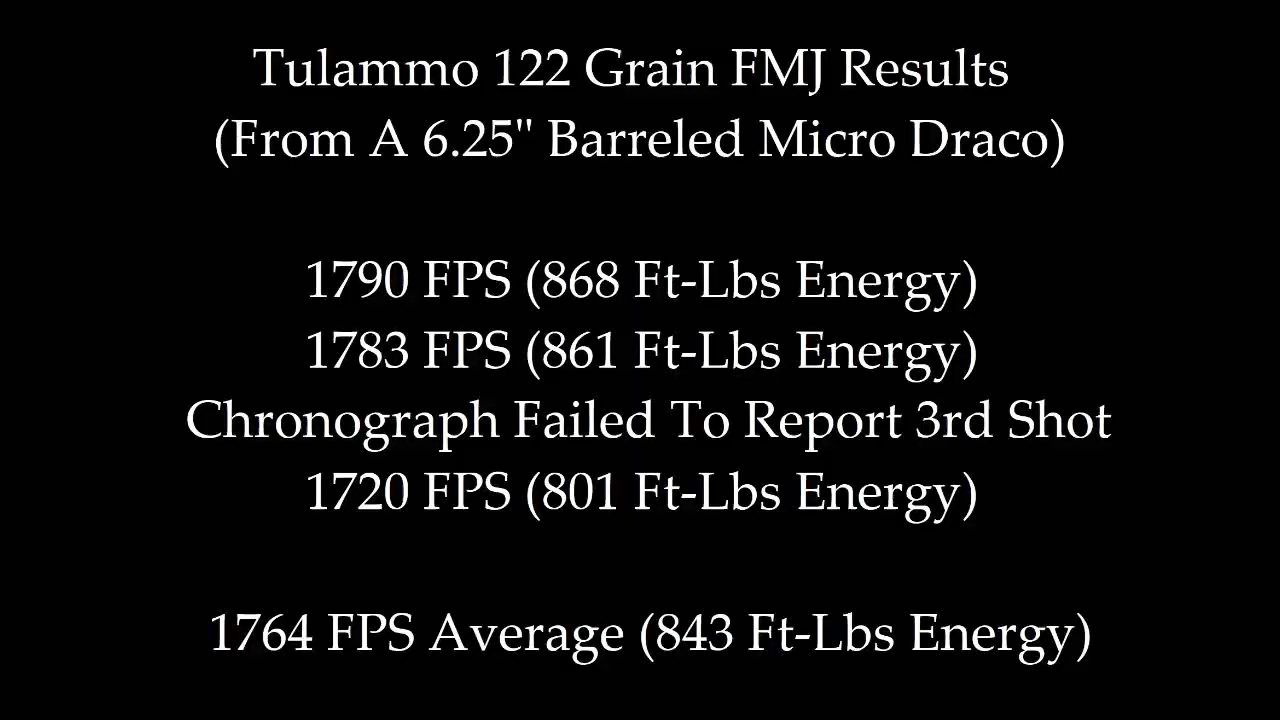 Tulammo 122 Grain FMJ Results
(From A 6.25" Barreled Micro Draco)
1790 FPS (868 Ft-Lbs Energy)
1783 FPS (861 Ft-Lbs Energy)
Chronograph Failed To Report 3rd Shot
1720 FPS (801 Ft-Lbs Energy)
1764 FPS Average (843 Ft-Lbs Energy)